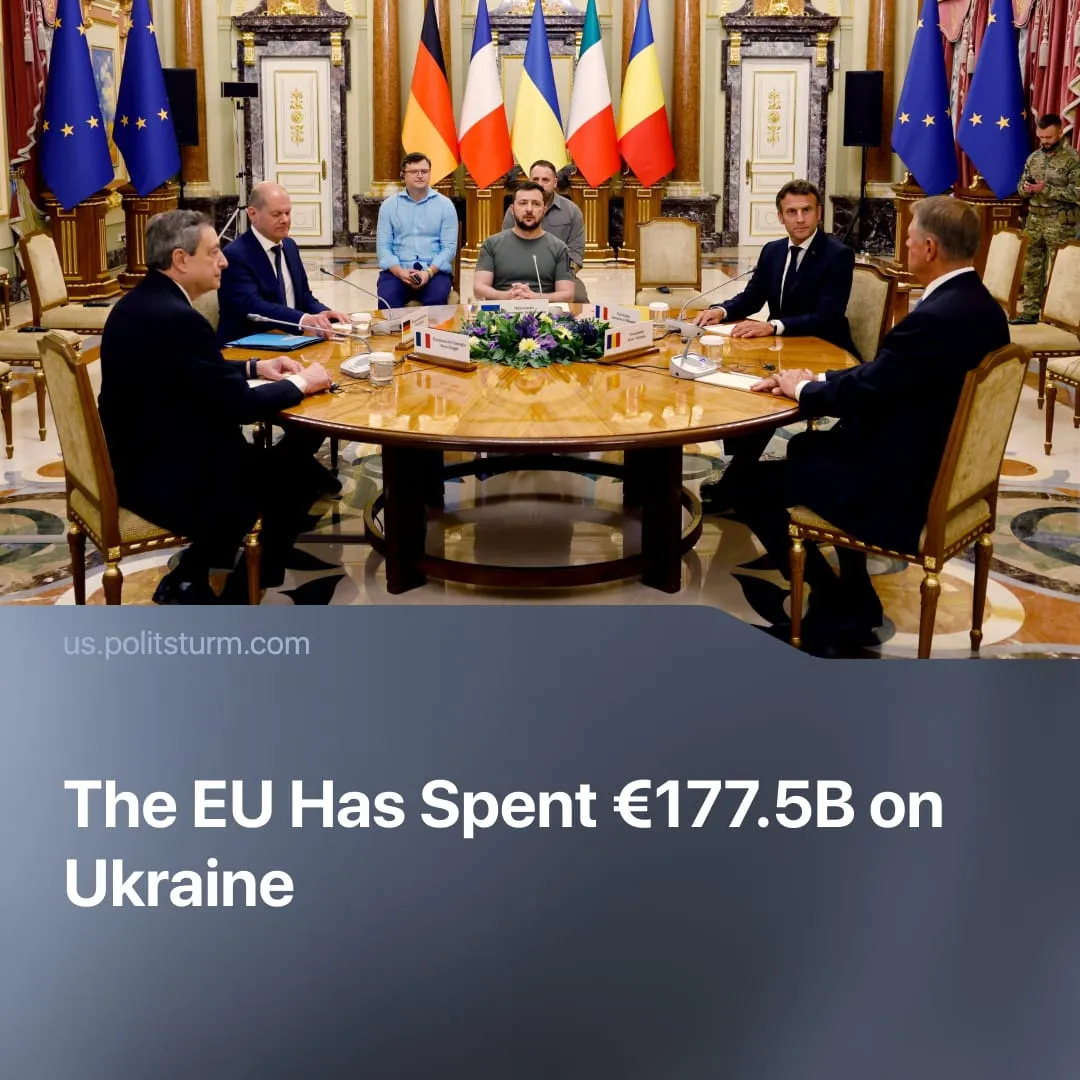 us.politsturm.com
The EU Has Spent €177.5B on
Ukraine